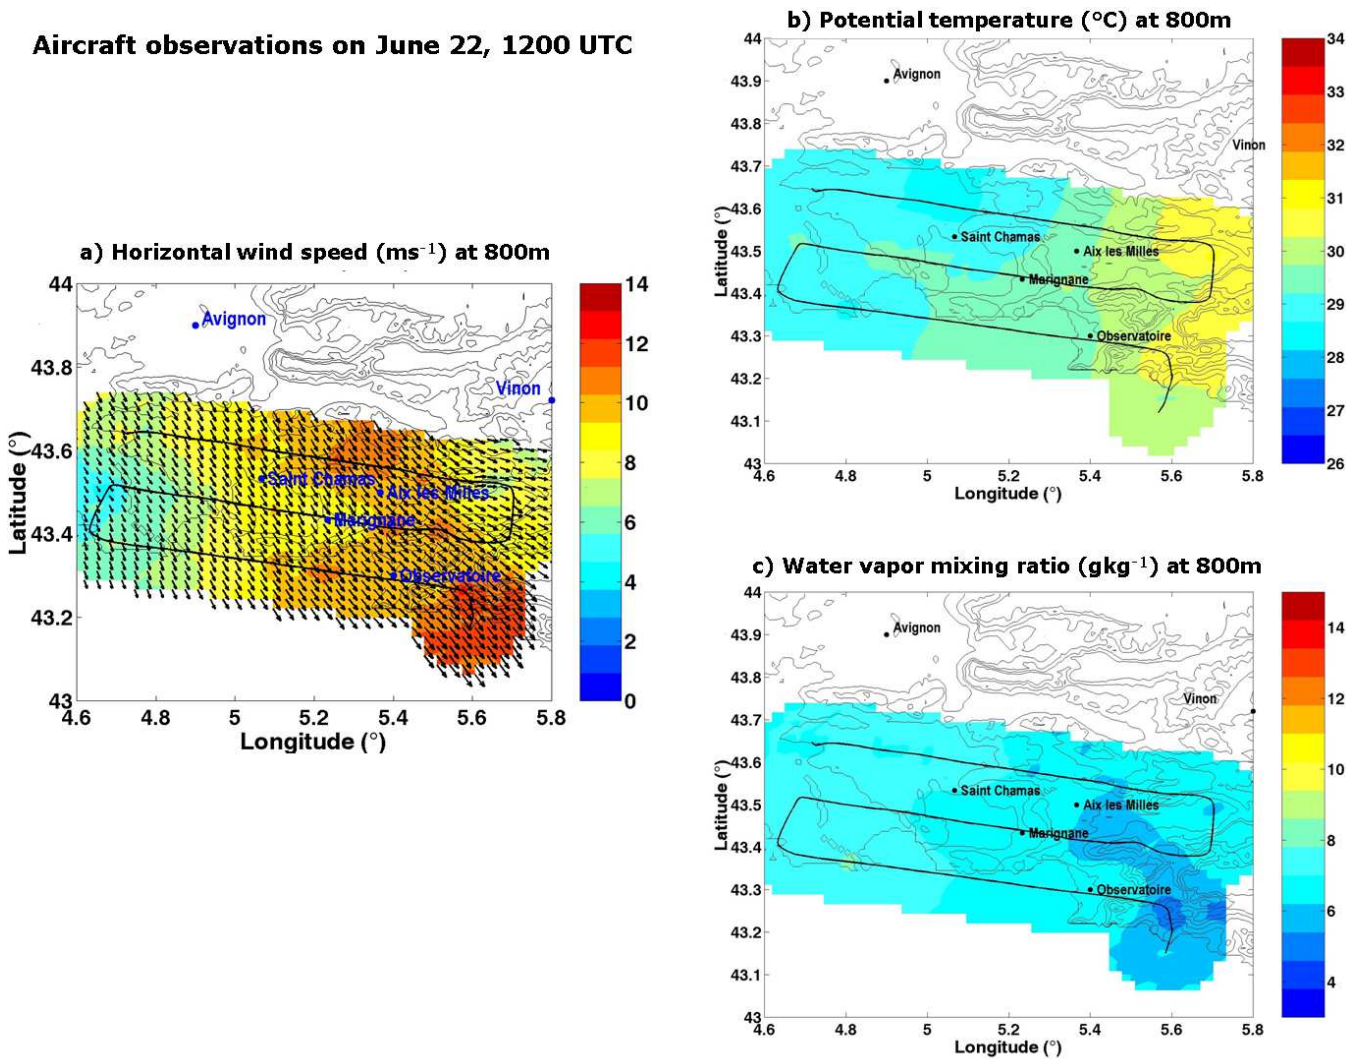 Aircraft observations on June 22, 1200 UTC
a) Horizontal wind speed (ms⁻¹) at 800m
44
43.8
43.6
43.4
43.2
43
4.6 4.8 5 5.2 5.4 5.6 5.8
Latitude (°)
Longitude (°)
Avignon
Vinon
Saint Chamas
Aix les Milles
Marignane
Observatoire
14
12
10
8
6
4
2
0
b) Potential temperature (°C) at 800m
44
43.9
43.8
43.7
43.6
43.5
43.4
43.3
43.2
43.1
43
4.6 4.8 5 5.2 5.4 5.6 5.8
Latitude (°)
Longitude (°)
Avignon
Vinon
Saint Chamas
Aix les Milles
Marignane
Observatoire
34
33
32
31
30
29
28
27
26
c) Water vapor mixing ratio (gkg⁻¹) at 800m
44
43.9
43.8
43.7
43.6
43.5
43.4
43.3
43.2
43.1
43
4.6 4.8 5 5.2 5.4 5.6 5.8
Latitude (°)
Longitude (°)
Avignon
Vinon
Saint Chamas
Aix les Milles
Marignane
Observatoire
14
12
10
8
6
4